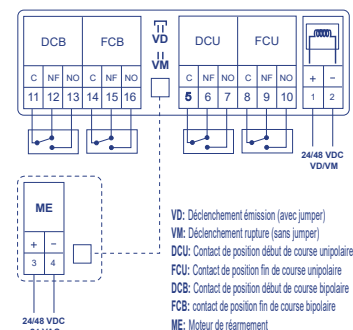 DCB FCB VD VM DCU FCU
C NF NO C NF NO C NF NO C NF NO + −
11 12 13 14 15 16 5 6 7 8 9 10 1 2
24/48 VDC
VD/VM
ME
+ −
3 4
24/48 VDC
VD: Déclenchement émission (avec jumper)
VM: Déclenchement rupture (sans jumper)
DCU: Contact de position début de course unipolaire
FCU: Contact de position fin de course unipolaire
DCB: Contact de position début de course bipolaire
FCB: contact de position fin de course bipolaire
ME: Moteur de réarmement